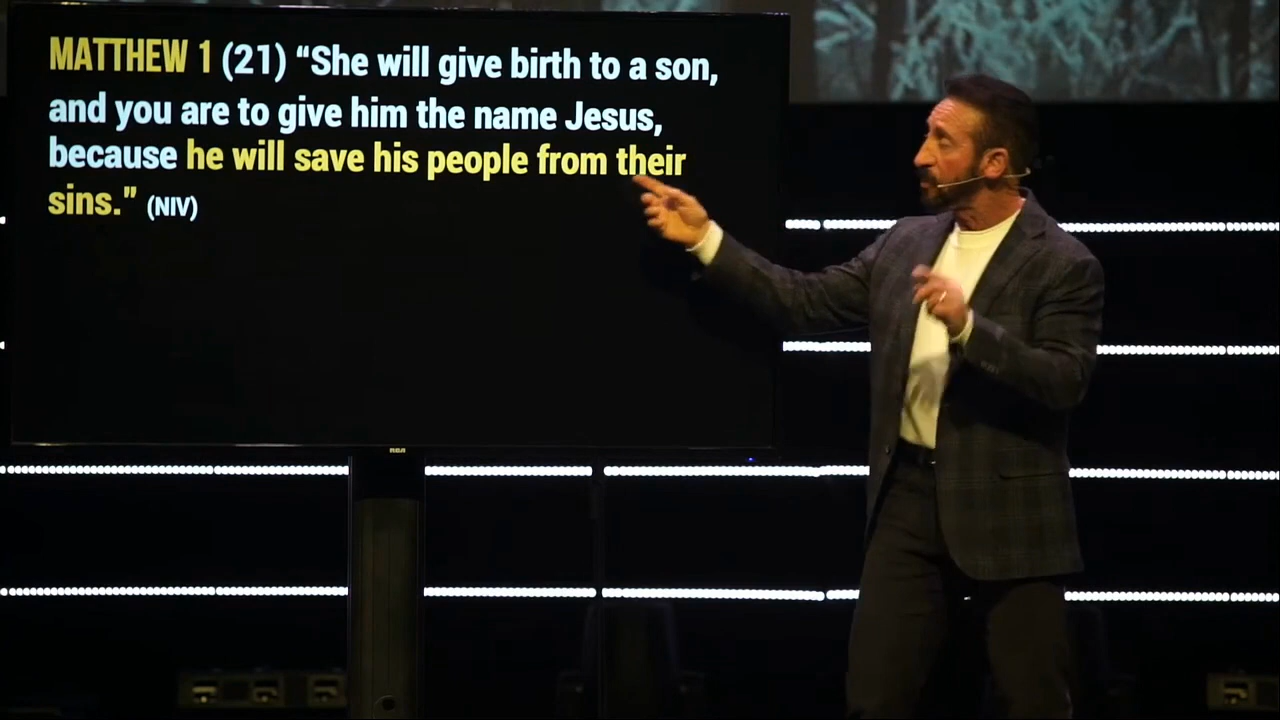 MATTHEW 1 (21) “She will give birth to a son,
and you are to give him the name Jesus,
because he will save his people from their
sins.” (NIV)
RCA